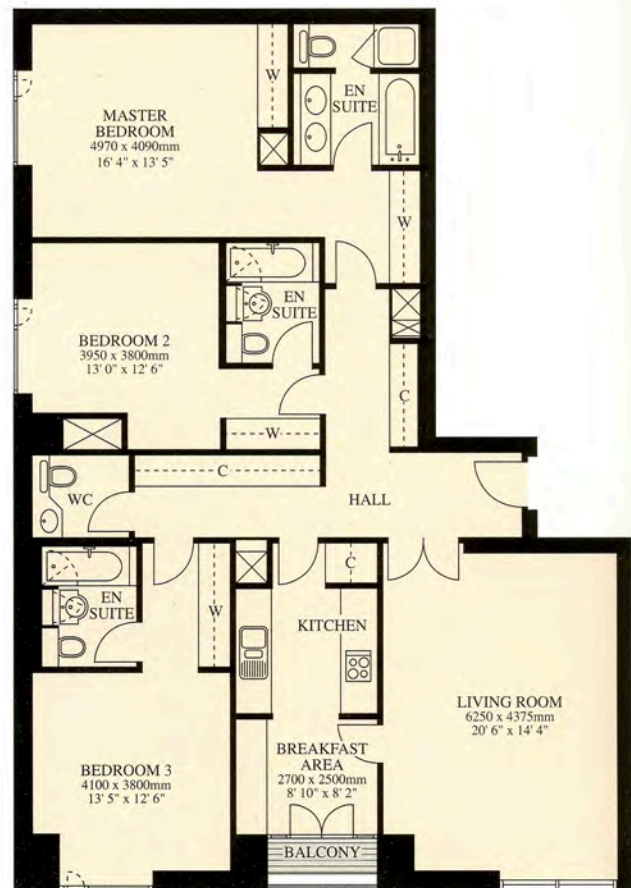 MASTER
BEDROOM
4970 x 4090mm
16' 4" x 13' 5"
W
EN
SUITE
W
BEDROOM 2
3950 x 3800mm
13' 0" x 12' 6"
EN
SUITE
W
C
C
WC
HALL
EN
SUITE
W
C
KITCHEN
LIVING ROOM
6250 x 4375mm
20' 6" x 14' 4"
BREAKFAST
AREA
2700 x 2500mm
8' 10" x 8' 2"
BEDROOM 3
4100 x 3800mm
13' 5" x 12' 6"
BALCONY